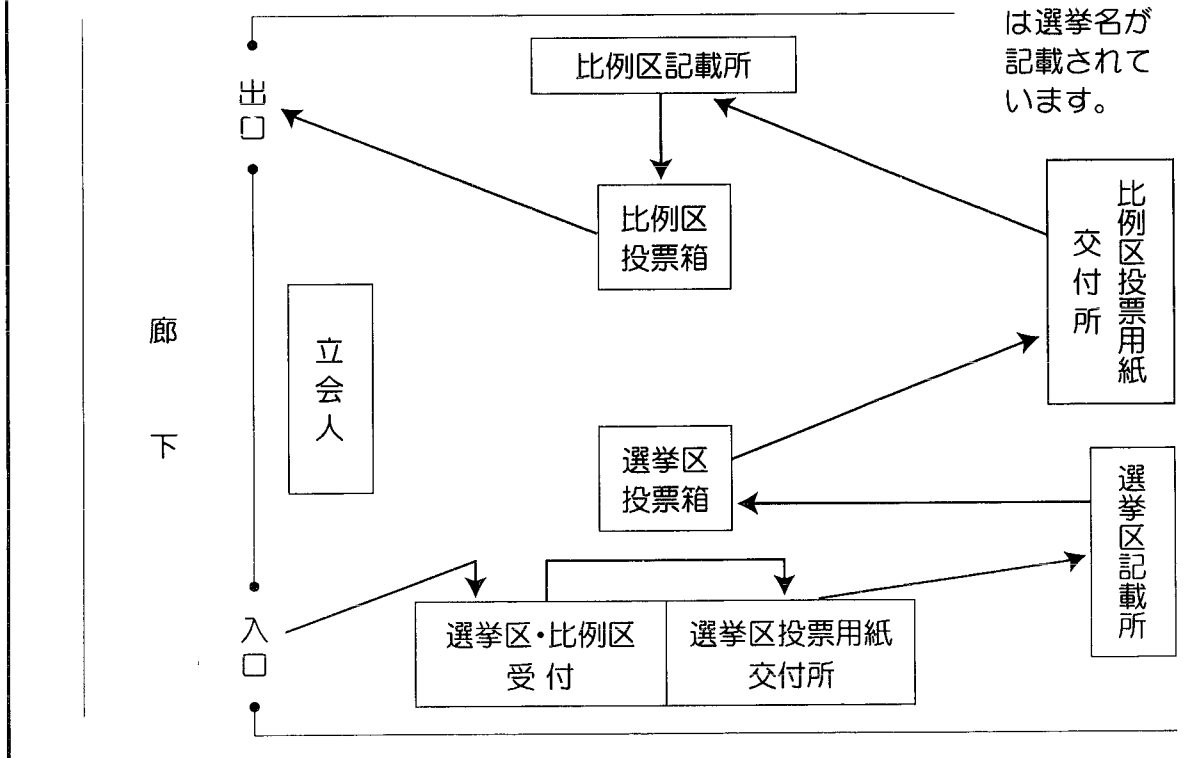 は選挙名が
記載されて
います。
比例区記載所
出口
比例区
投票箱
比例区投票用紙
交付所
廊下
立会人
選挙区
投票箱
選挙区記載所
入口
選挙区・比例区
受付
選挙区投票用紙
交付所